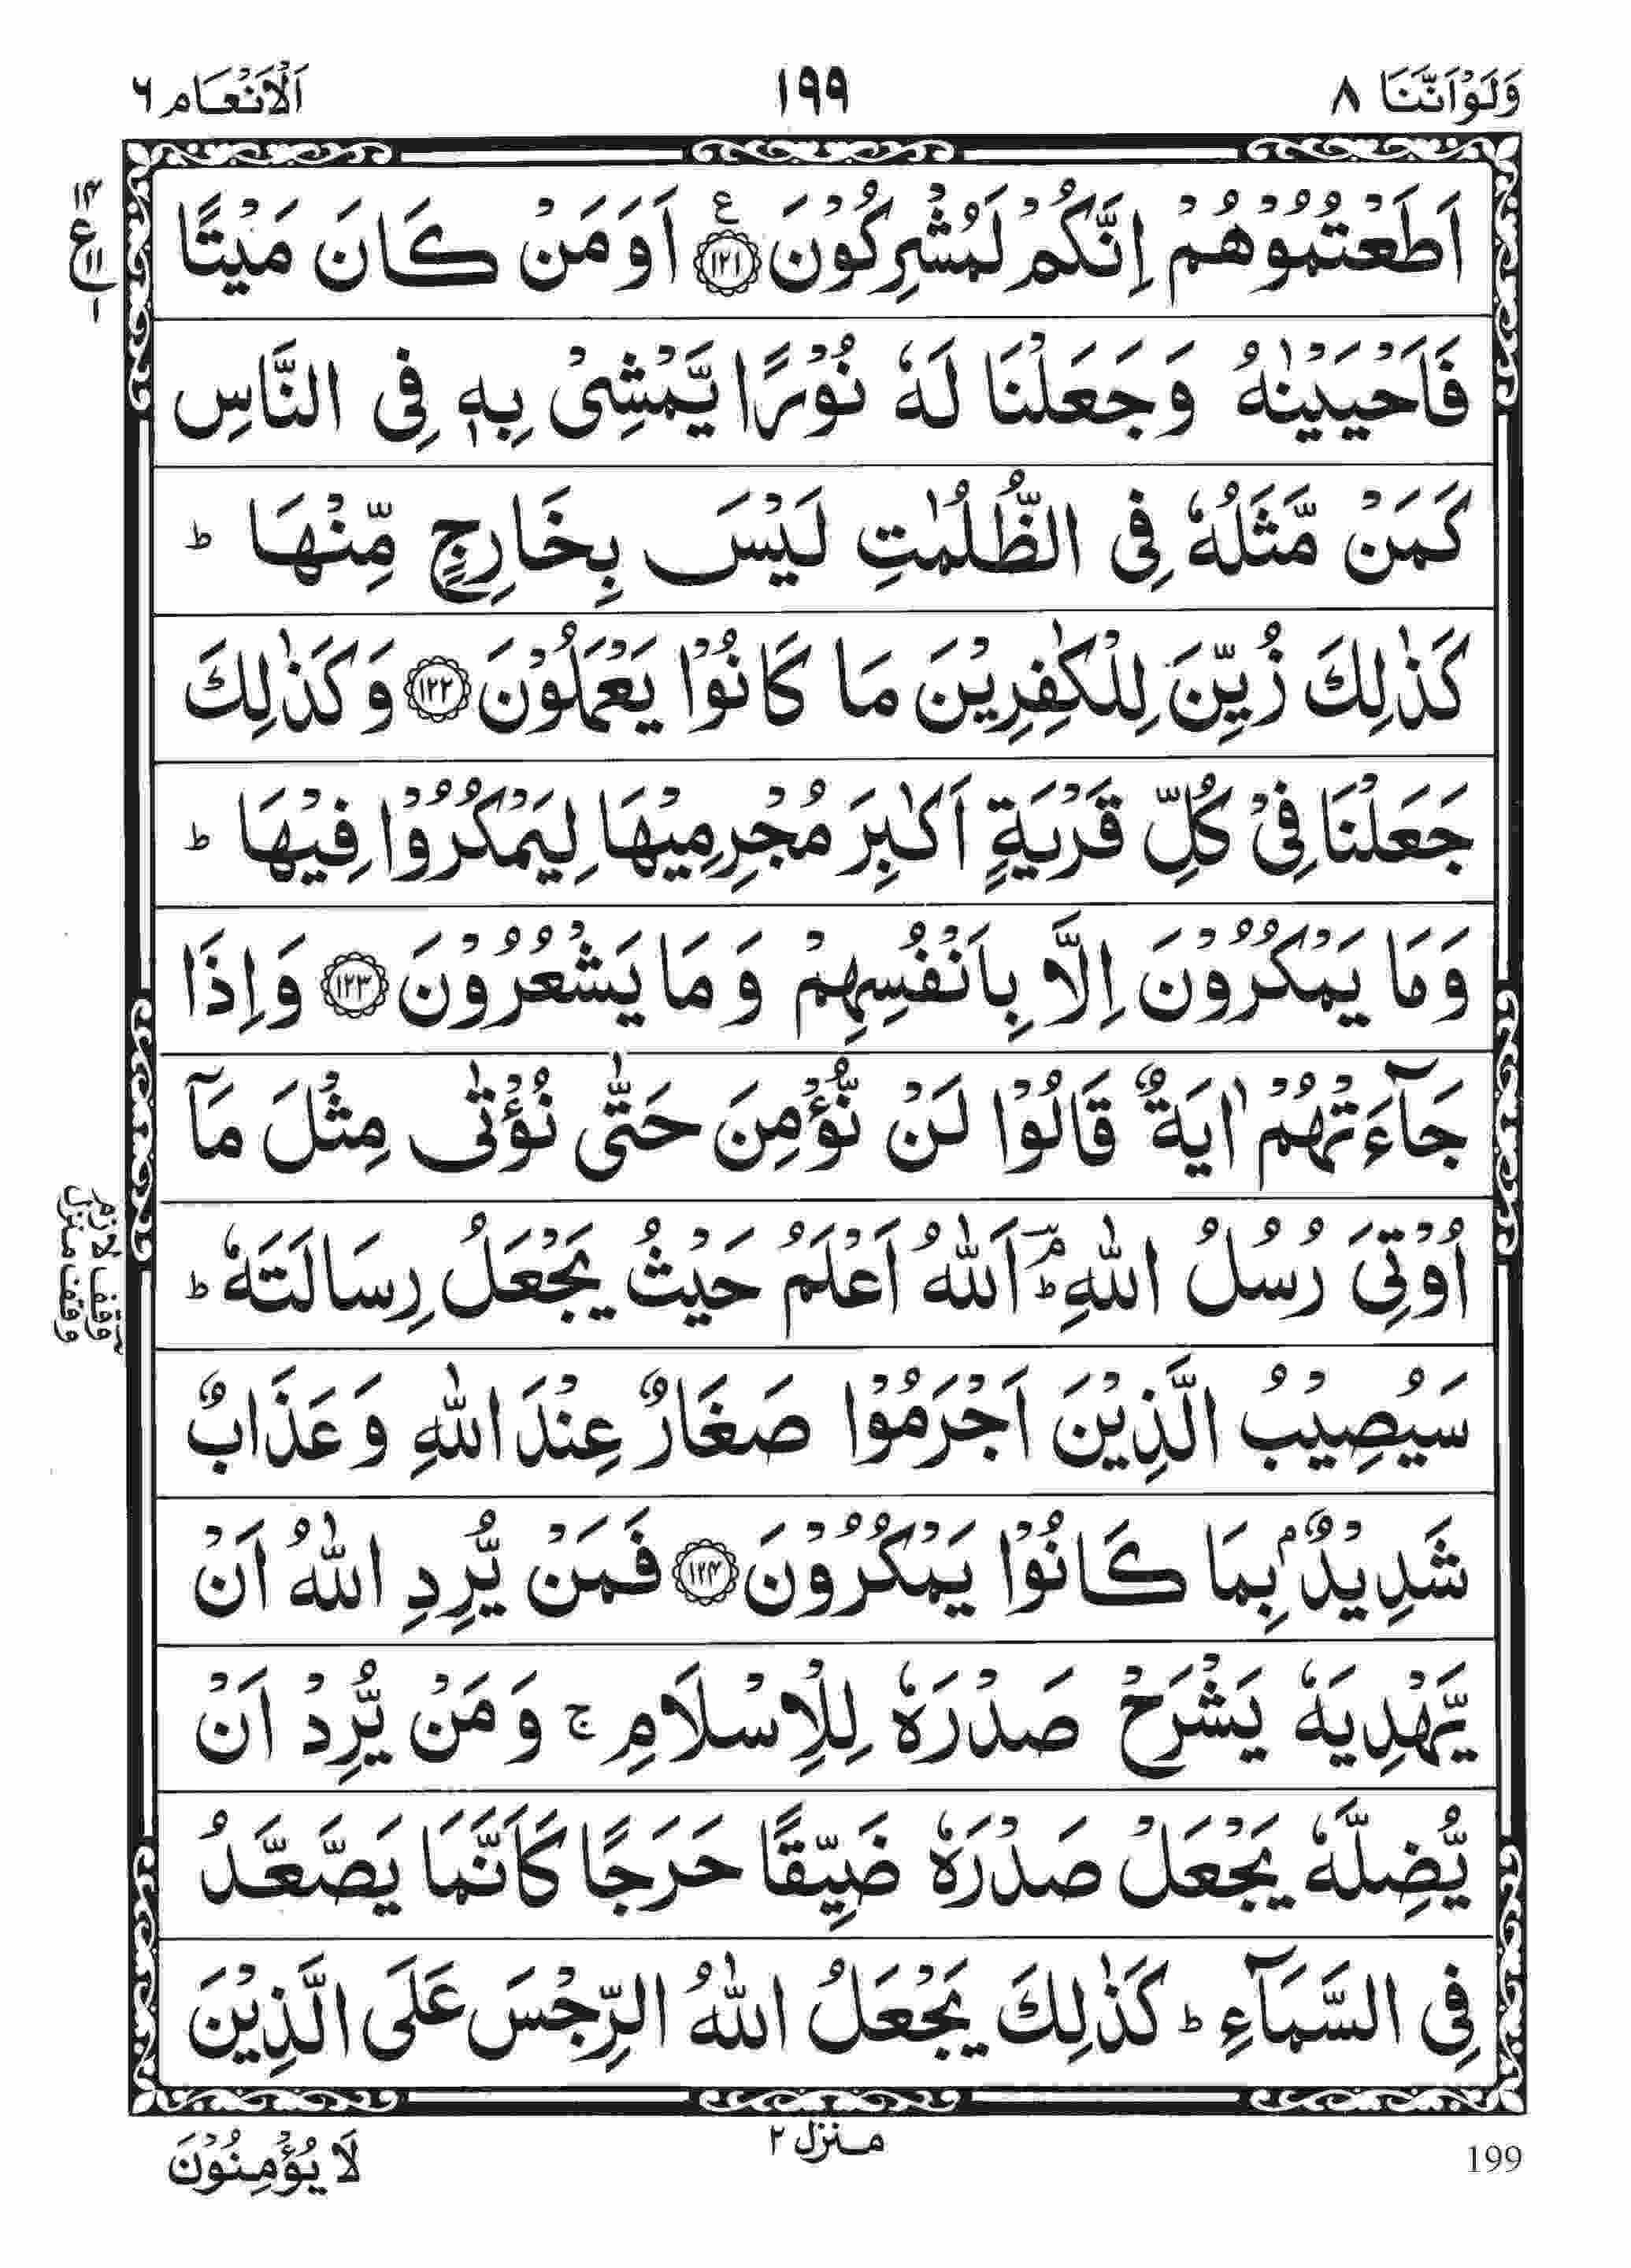 وَلَوْ اَنَّنَا ٨
١٩٩
اَلْاَنْعَام ٦
اَطَعْتُمُوْهُمْ اِنَّكُمْ لَمُشْرِكُوْنَ ۝١٢١ ع اَوَ مَنْ كَانَ مَيْتًا
ع ١٤ ١١ ١
فَاَحْيَيْنٰهُ وَجَعَلْنَا لَهٗ نُوْرًا يَّمْشِىْ بِهٖ فِى النَّاسِ
كَمَنْ مَّثَلُهٗ فِى الظُّلُمٰتِ لَيْسَ بِخَارِجٍ مِّنْهَا ؕ
كَذٰلِكَ زُيِّنَ لِلْكٰفِرِيْنَ مَا كَانُوْا يَعْمَلُوْنَ ۝١٢٢ وَكَذٰلِكَ
جَعَلْنَا فِىْ كُلِّ قَرْيَةٍ اَكٰبِرَ مُجْرِمِيْهَا لِيَمْكُرُوْا فِيْهَا ؕ
وَمَا يَمْكُرُوْنَ اِلَّا بِاَنْفُسِهِمْ وَمَا يَشْعُرُوْنَ ۝١٢٣ وَاِذَا
جَآءَتْهُمْ اٰيَةٌ قَالُوْا لَنْ نُّؤْمِنَ حَتّٰى نُؤْتٰى مِثْلَ مَآ
اُوْتِىَ رُسُلُ اللّٰهِ ؕۘ اَللّٰهُ اَعْلَمُ حَيْثُ يَجْعَلُ رِسَالَتَهٗ ؕ
وقف لازم
وقف منزل
سَيُصِيْبُ الَّذِيْنَ اَجْرَمُوْا صَغَارٌ عِنْدَ اللّٰهِ وَعَذَابٌ
شَدِيْدٌۢ بِمَا كَانُوْا يَمْكُرُوْنَ ۝١٢٤ فَمَنْ يُّرِدِ اللّٰهُ اَنْ
يَّهْدِيَهٗ يَشْرَحْ صَدْرَهٗ لِلْاِسْلَامِ ۚ وَمَنْ يُّرِدْ اَنْ
يُّضِلَّهٗ يَجْعَلْ صَدْرَهٗ ضَيِّقًا حَرَجًا كَاَنَّمَا يَصَّعَّدُ
فِى السَّمَآءِ ؕ كَذٰلِكَ يَجْعَلُ اللّٰهُ الرِّجْسَ عَلَى الَّذِيْنَ
منزل ٢
لَا يُؤْمِنُوْنَ
199